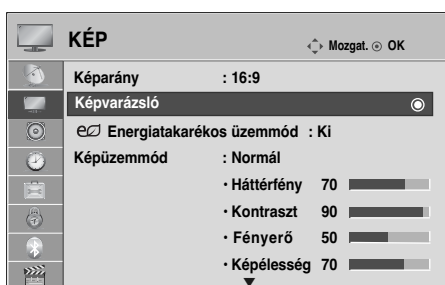 KÉP
Mozgat. OK
Képarány : 16:9
Képvarázsló
Energiatakarékos üzemmód : Ki
Képüzemmód : Normál
• Háttérfény 70
• Kontraszt 90
• Fényerő 50
• Képélesség 70